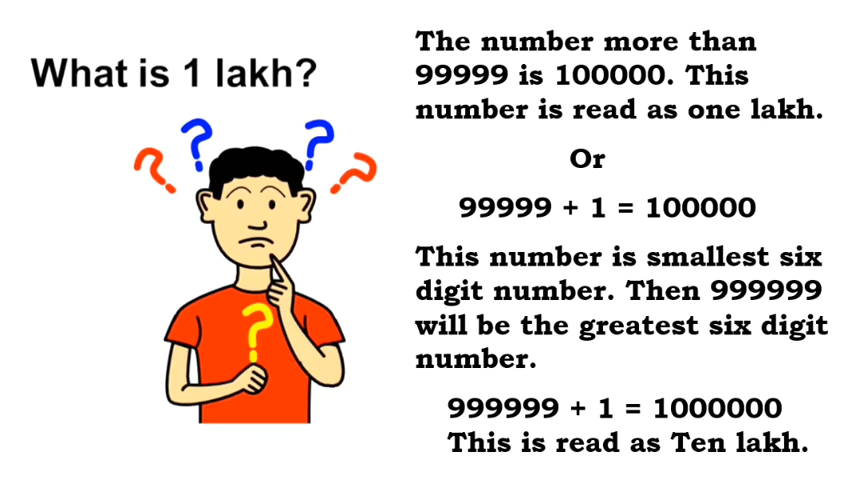 What is 1 lakh?
The number more than
99999 is 100000. This
number is read as one lakh.
Or
99999 + 1 = 100000
This number is smallest six
digit number. Then 999999
will be the greatest six digit
number.
999999 + 1 = 1000000
This is read as Ten lakh.
? ? ? ?
?